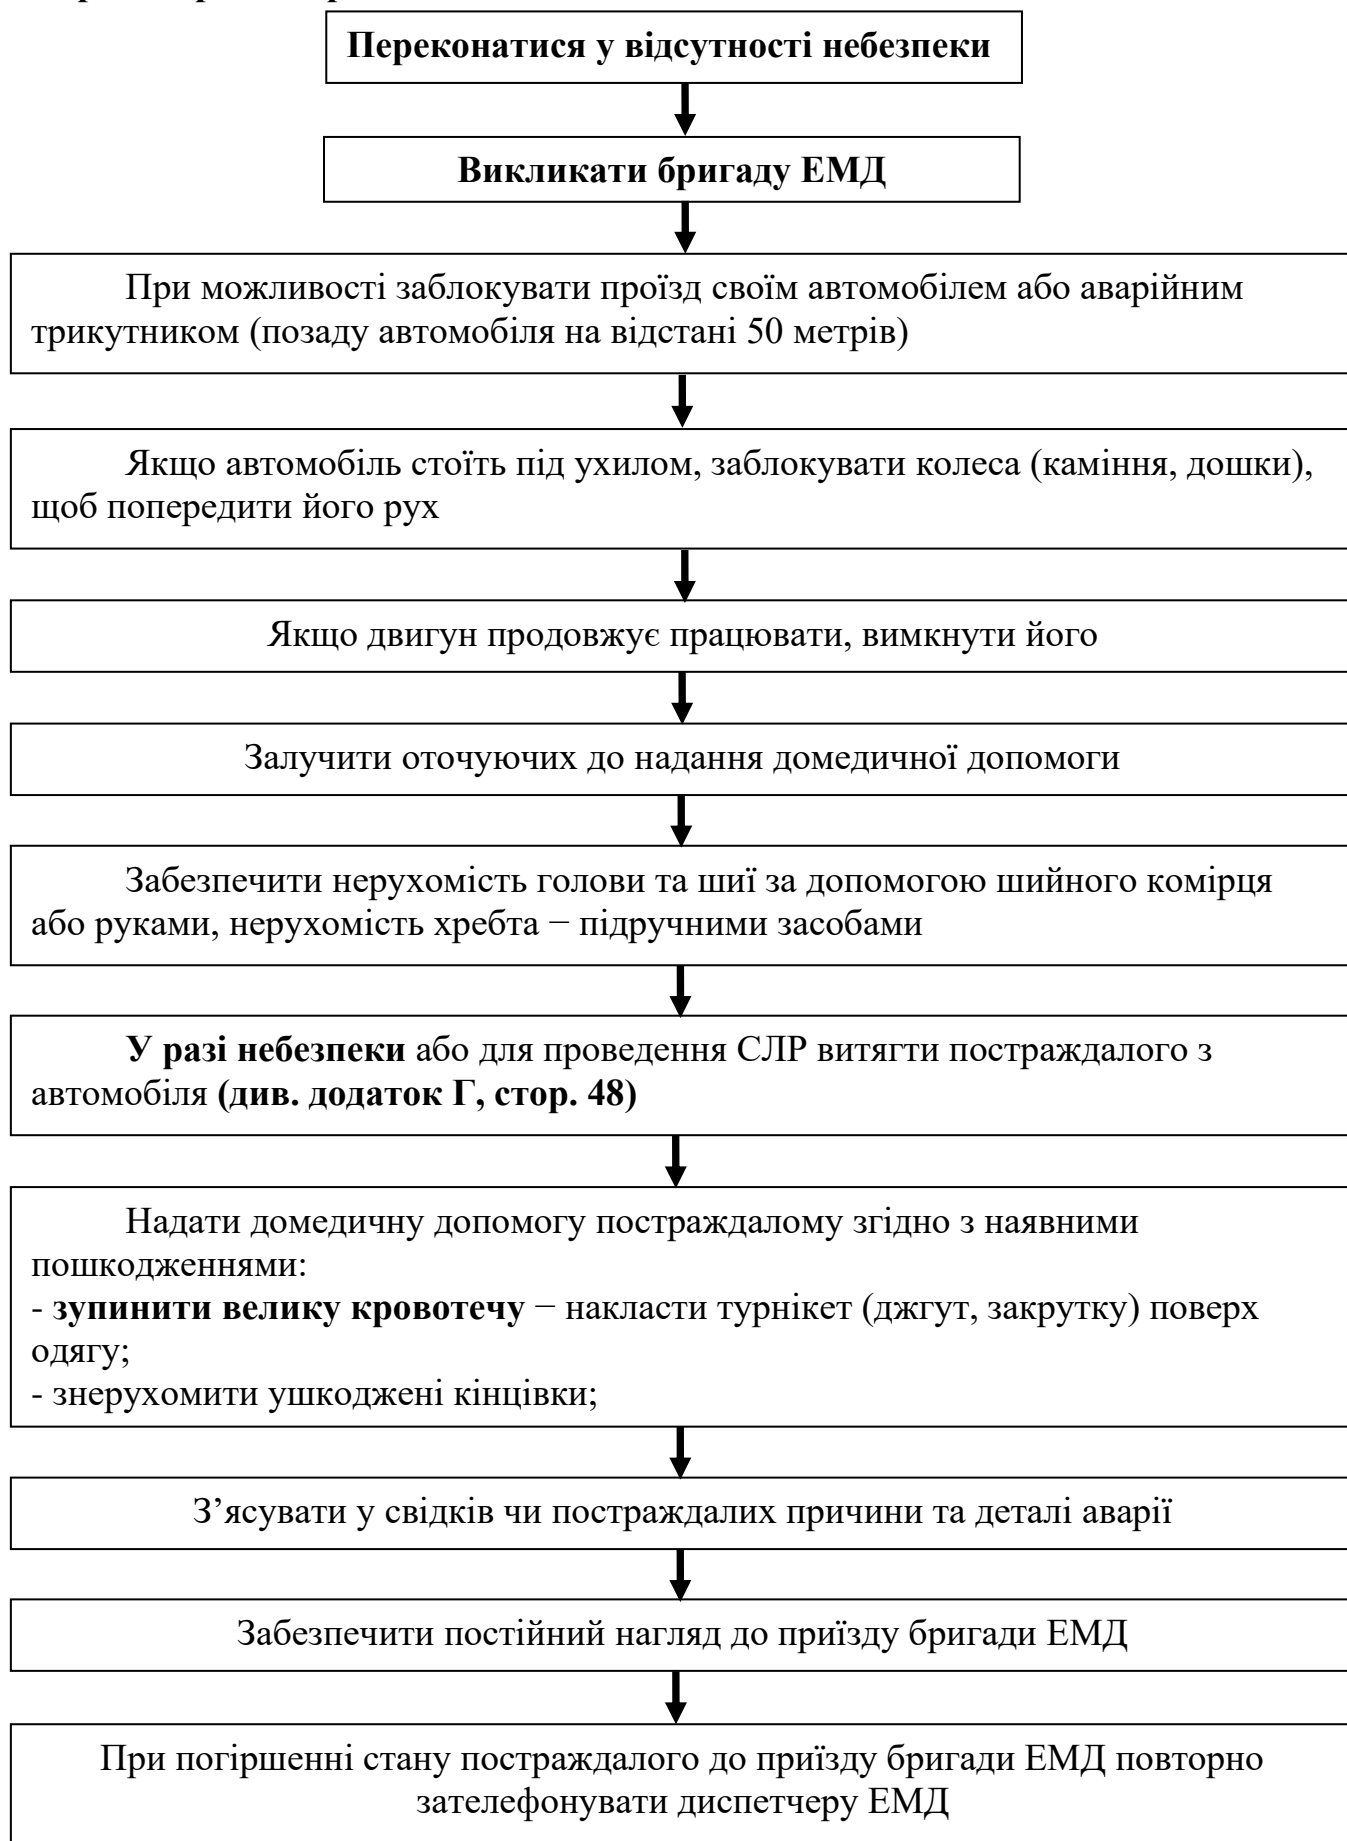 Переконатися у відсутності небезпеки
Викликати бригаду ЕМД
При можливості заблокувати проїзд своїм автомобілем або аварійним
трикутником (позаду автомобіля на відстані 50 метрів)
Якщо автомобіль стоїть під ухилом, заблокувати колеса (каміння, дошки),
щоб попередити його рух
Якщо двигун продовжує працювати, вимкнути його
Залучити оточуючих до надання домедичної допомоги
Забезпечити нерухомість голови та шиї за допомогою шийного комірця
або руками, нерухомість хребта − підручними засобами
У разі небезпеки або для проведення СЛР витягти постраждалого з
автомобіля (див. додаток Г, стор. 48)
Надати домедичну допомогу постраждалому згідно з наявними
пошкодженнями:
- зупинити велику кровотечу − накласти турнікет (джгут, закрутку) поверх
одягу;
- знерухомити ушкоджені кінцівки;
З’ясувати у свідків чи постраждалих причини та деталі аварії
Забезпечити постійний нагляд до приїзду бригади ЕМД
При погіршенні стану постраждалого до приїзду бригади ЕМД повторно
зателефонувати диспетчеру ЕМД